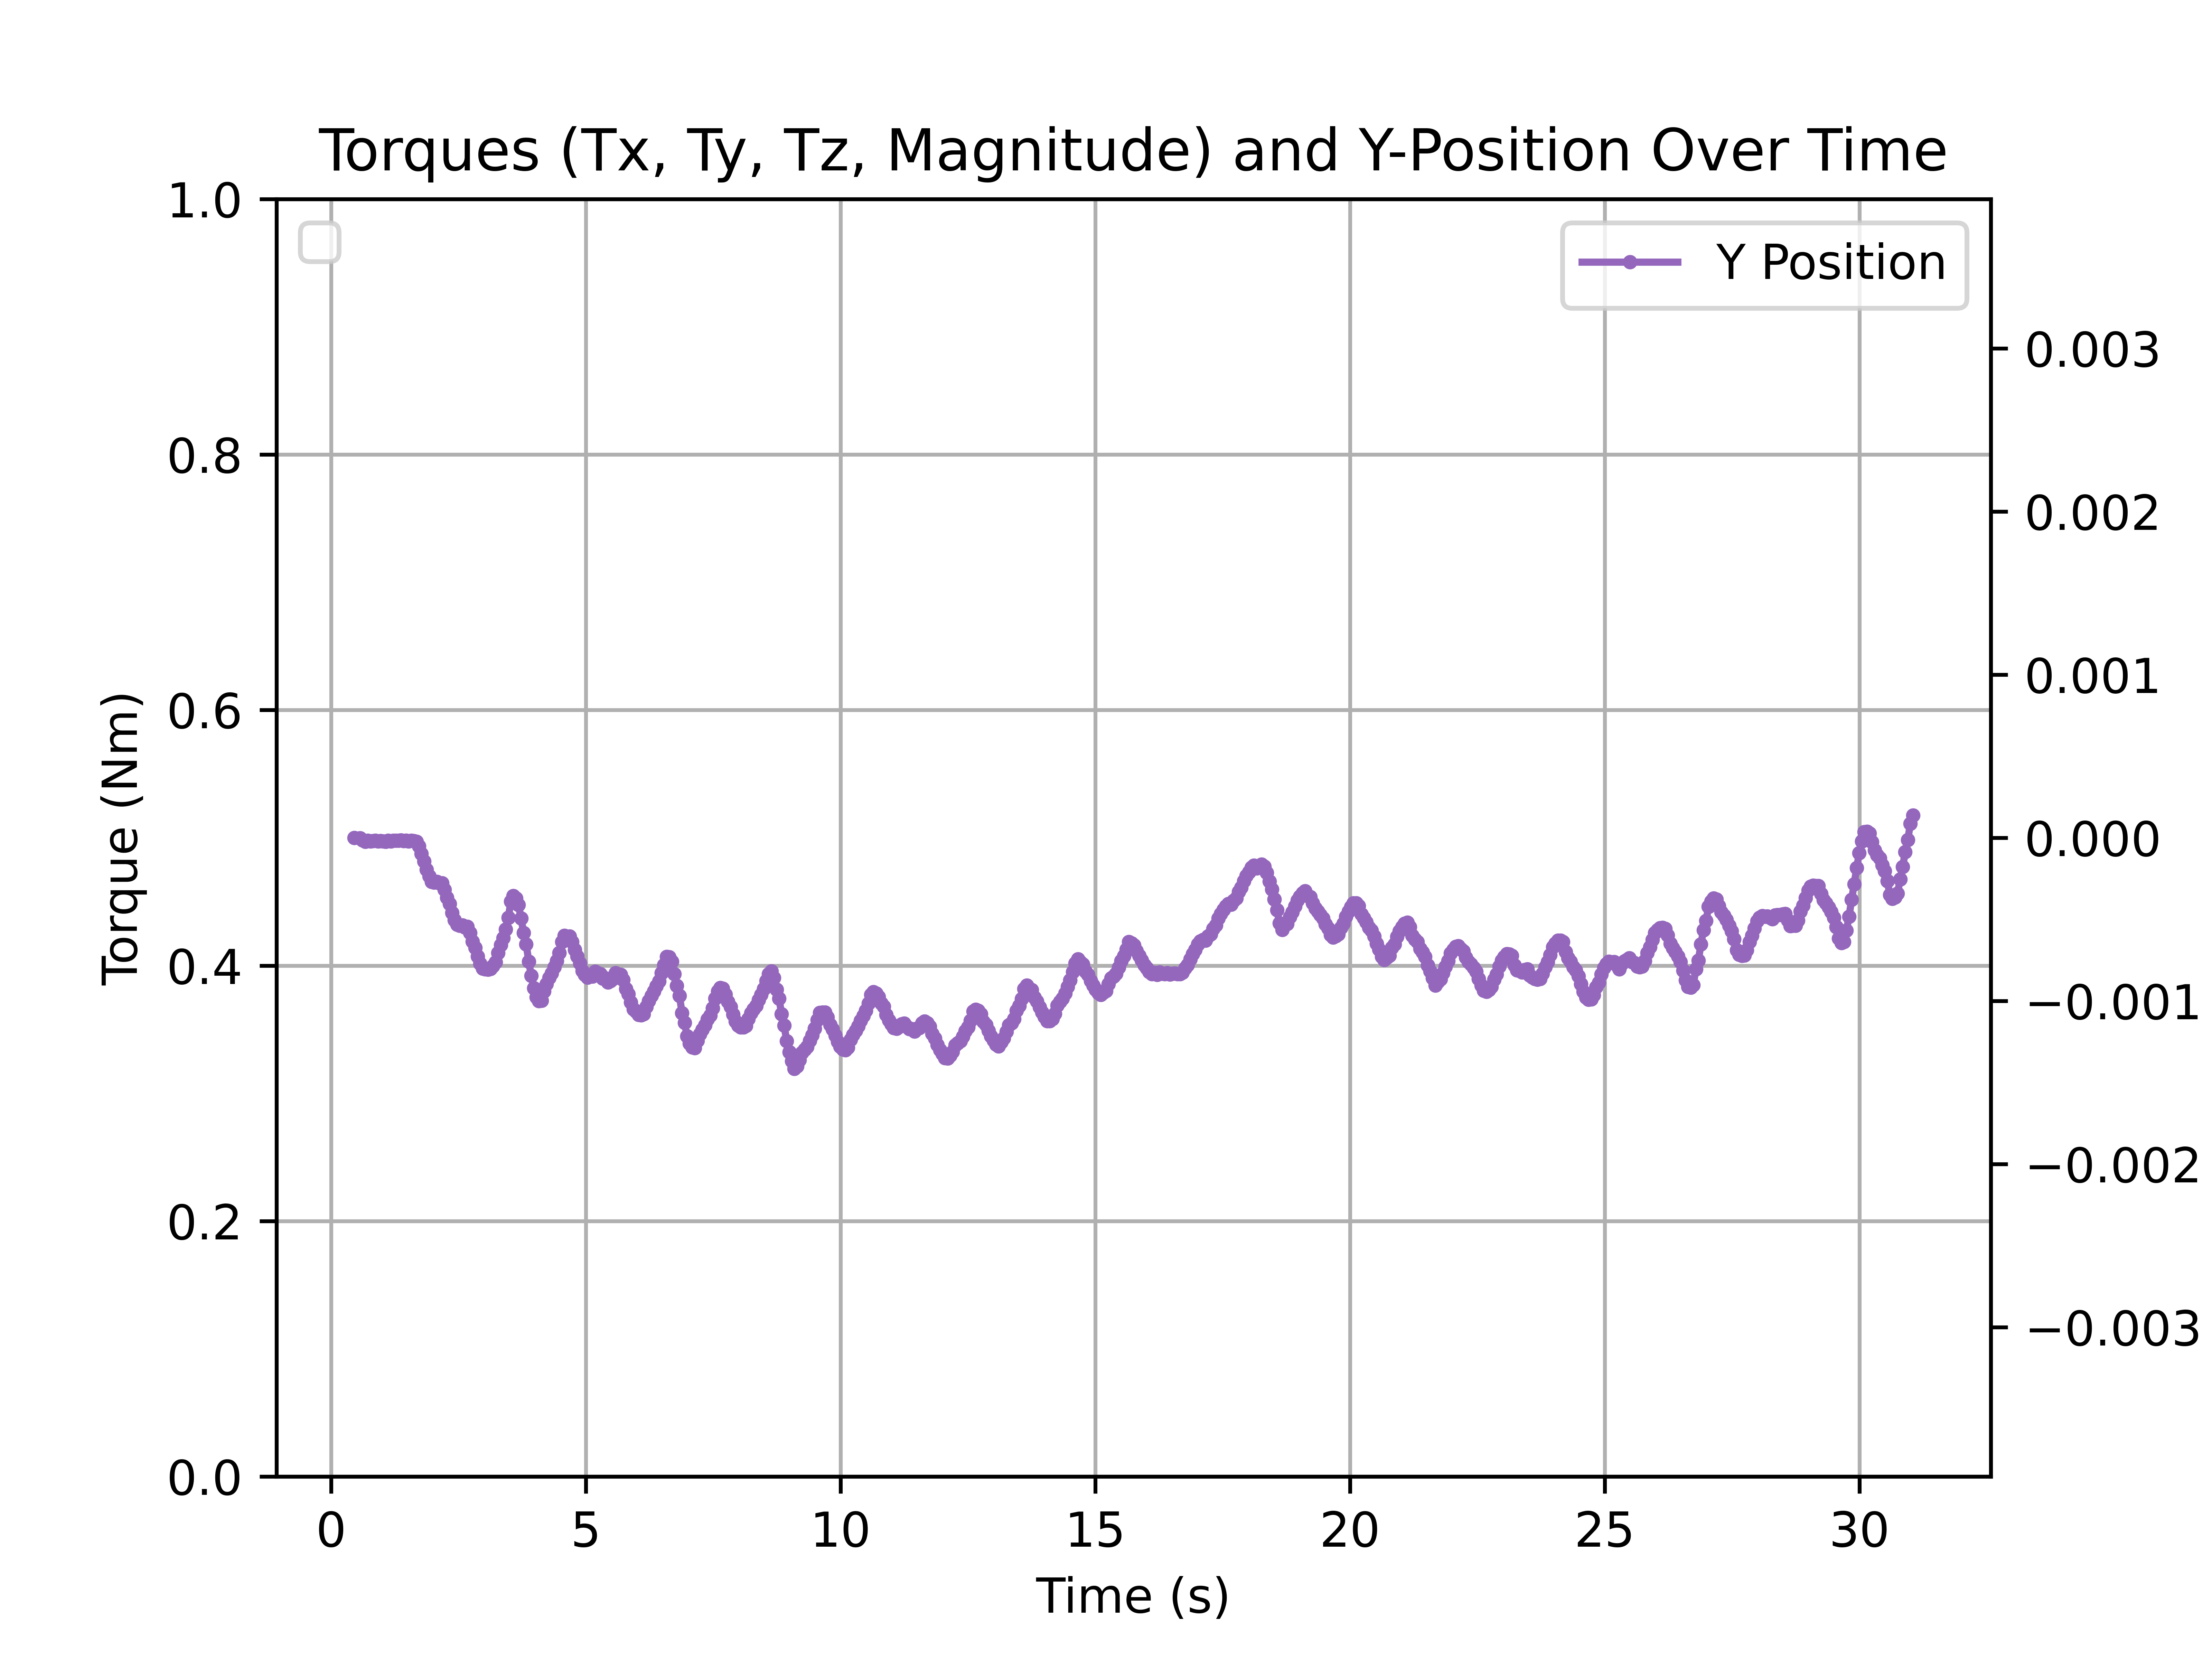 Torques (Tx, Ty, Tz, Magnitude) and Y-Position Over Time
Y Position
Torque (Nm)
1.0
0.8
0.6
0.4
0.2
0.0
0.003
0.002
0.001
0.000
−0.001
−0.002
−0.003
0 5 10 15 20 25 30
Time (s)